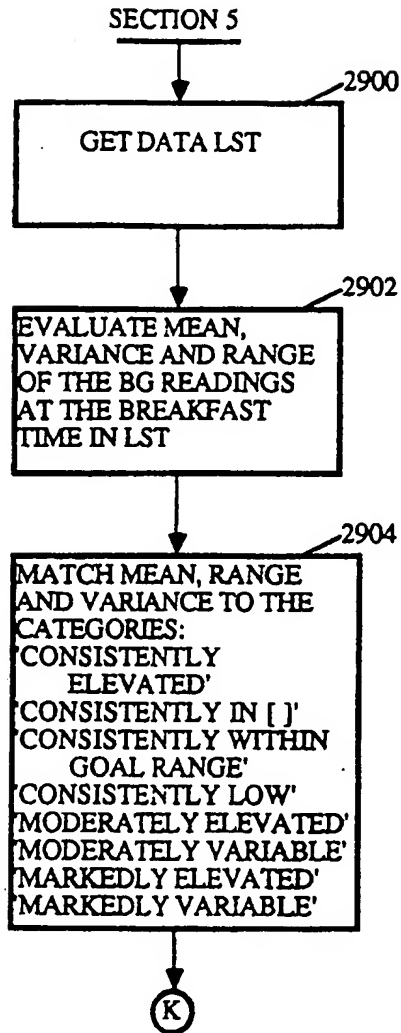 SECTION 5
2900
GET DATA LST
2902
EVALUATE MEAN,
VARIANCE AND RANGE
OF THE BG READINGS
AT THE BREAKFAST
TIME IN LST
2904
MATCH MEAN, RANGE
AND VARIANCE TO THE
CATEGORIES:
'CONSISTENTLY
ELEVATED'
'CONSISTENTLY IN [ ]'
'CONSISTENTLY WITHIN
GOAL RANGE'
'CONSISTENTLY LOW'
'MODERATELY ELEVATED'
'MODERATELY VARIABLE'
'MARKEDLY ELEVATED'
'MARKEDLY VARIABLE'
K